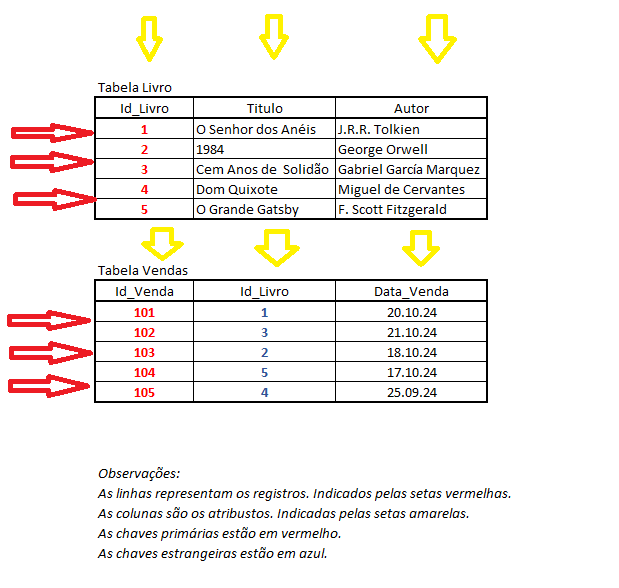 Tabela Livro
Id_Livro Titulo Autor
1 O Senhor dos Anéis J.R.R. Tolkien
2 1984 George Orwell
3 Cem Anos de Solidão Gabriel García Marquez
4 Dom Quixote Miguel de Cervantes
5 O Grande Gatsby F. Scott Fitzgerald
Tabela Vendas
Id_Venda Id_Livro Data_Venda
101 1 20.10.24
102 3 21.10.24
103 2 18.10.24
104 5 17.10.24
105 4 25.09.24
Observações:
As linhas representam os registros. Indicados pelas setas vermelhas.
As colunas são os atribustos. Indicadas pelas setas amarelas.
As chaves primárias estão em vermelho.
As chaves estrangeiras estão em azul.